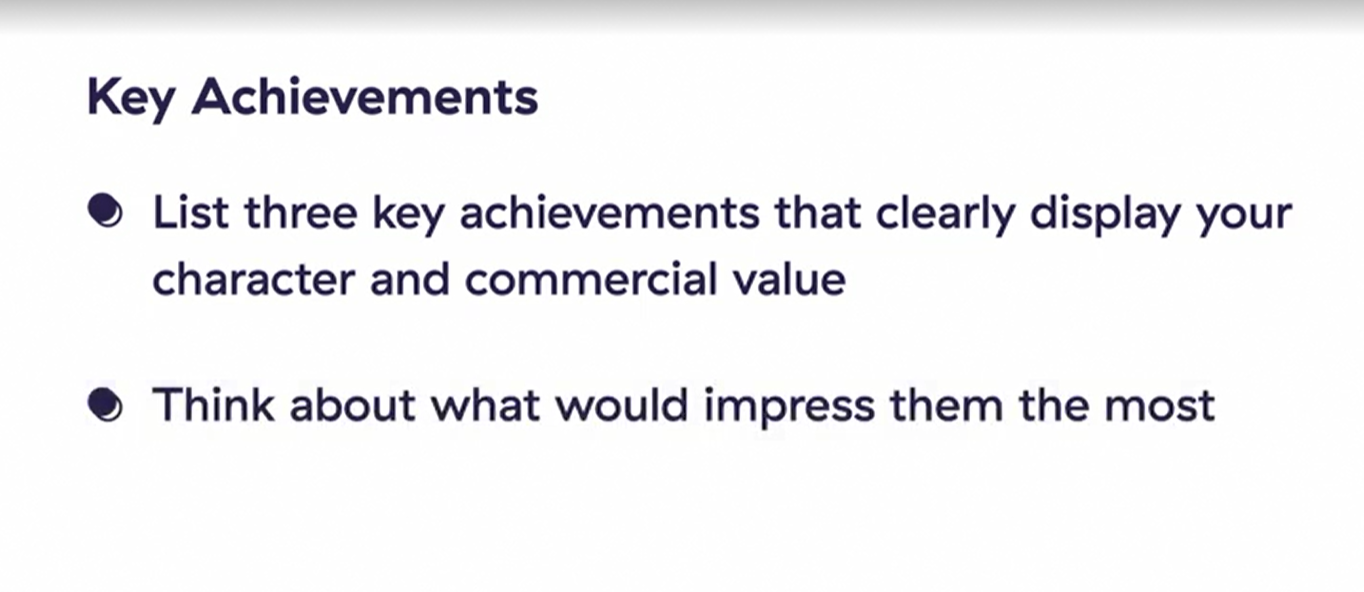 Key Achievements
List three key achievements that clearly display your
character and commercial value
Think about what would impress them the most